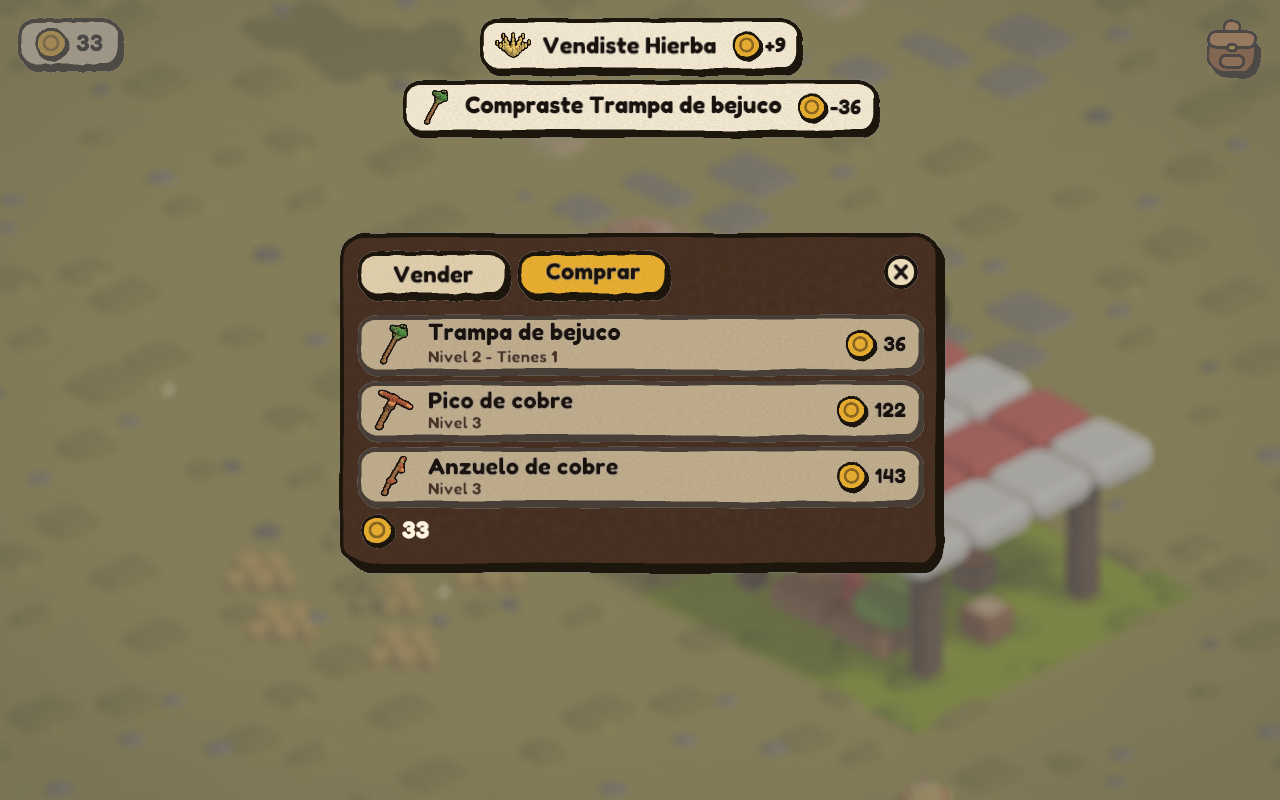 33
Vendiste Hierba +9
Compraste Trampa de bejuco -36
Vender Comprar
Trampa de bejuco
Nivel 2 - Tienes 1
36
Pico de cobre
Nivel 3
122
Anzuelo de cobre
Nivel 3
143
33